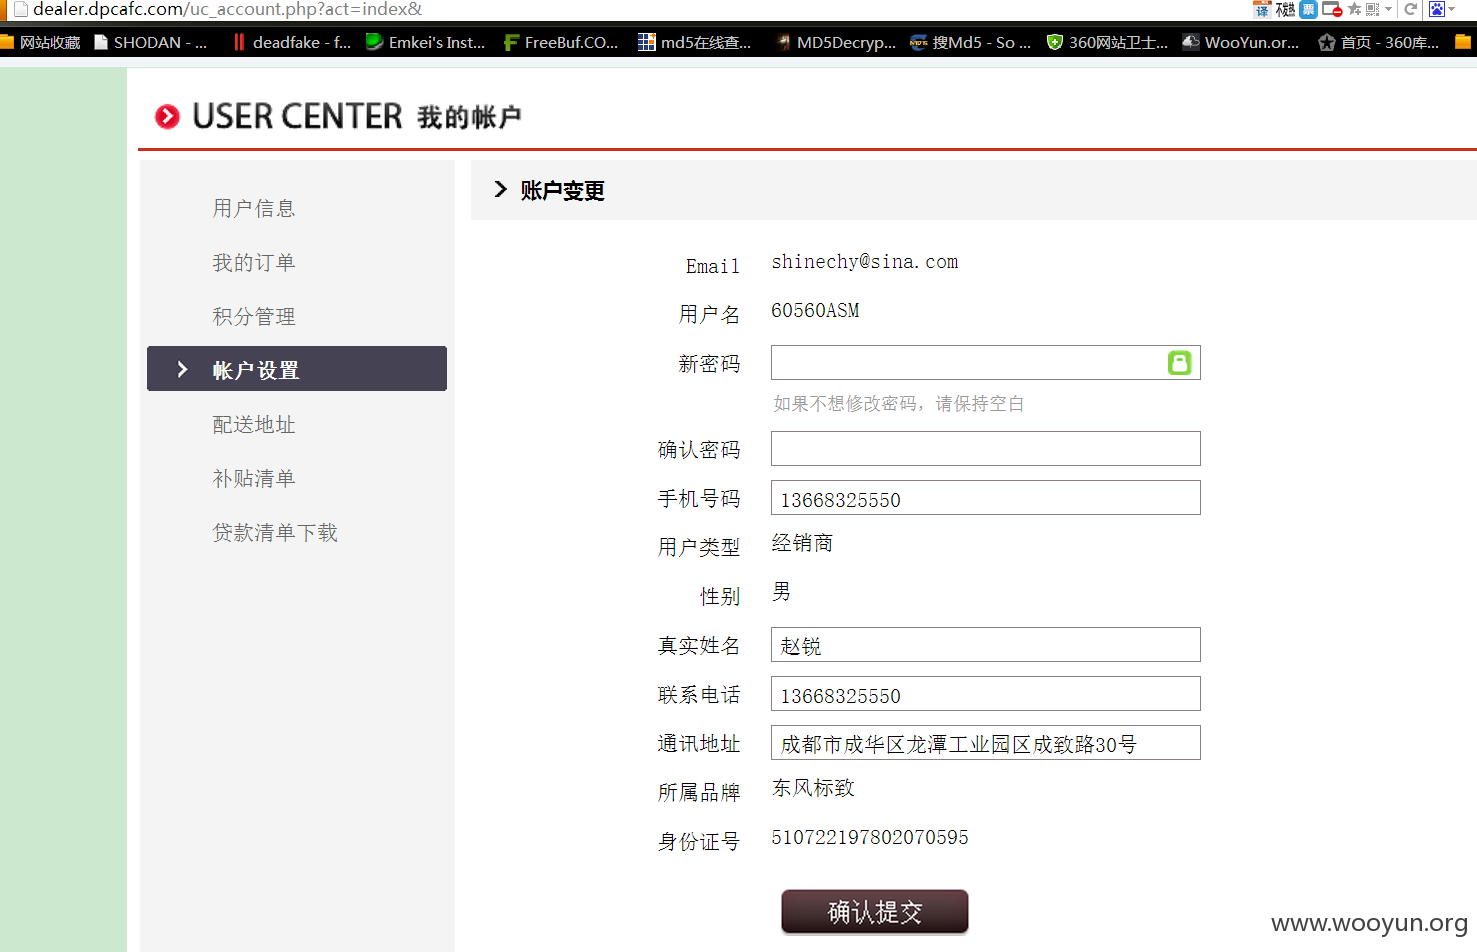 dealer.dpcafc.com/uc_account.php?act=index&
网站收藏 SHODAN - ... deadfake - f... Emkei's Inst... FreeBuf.CO... md5在线查... MD5Decryp... 搜Md5 - So ... 360网站卫士... WooYun.or... 首页 - 360库...
USER CENTER 我的帐户
用户信息
我的订单
积分管理
帐户设置
配送地址
补贴清单
贷款清单下载
账户变更
Email shinechy@sina.com
用户名 60560ASM
新密码
如果不想修改密码，请保持空白
确认密码
手机号码 13668325550
用户类型 经销商
性别 男
真实姓名 赵锐
联系电话 13668325550
通讯地址 成都市成华区龙潭工业园区成致路30号
所属品牌 东风标致
身份证号 510722197802070595
确认提交
www.wooyun.org